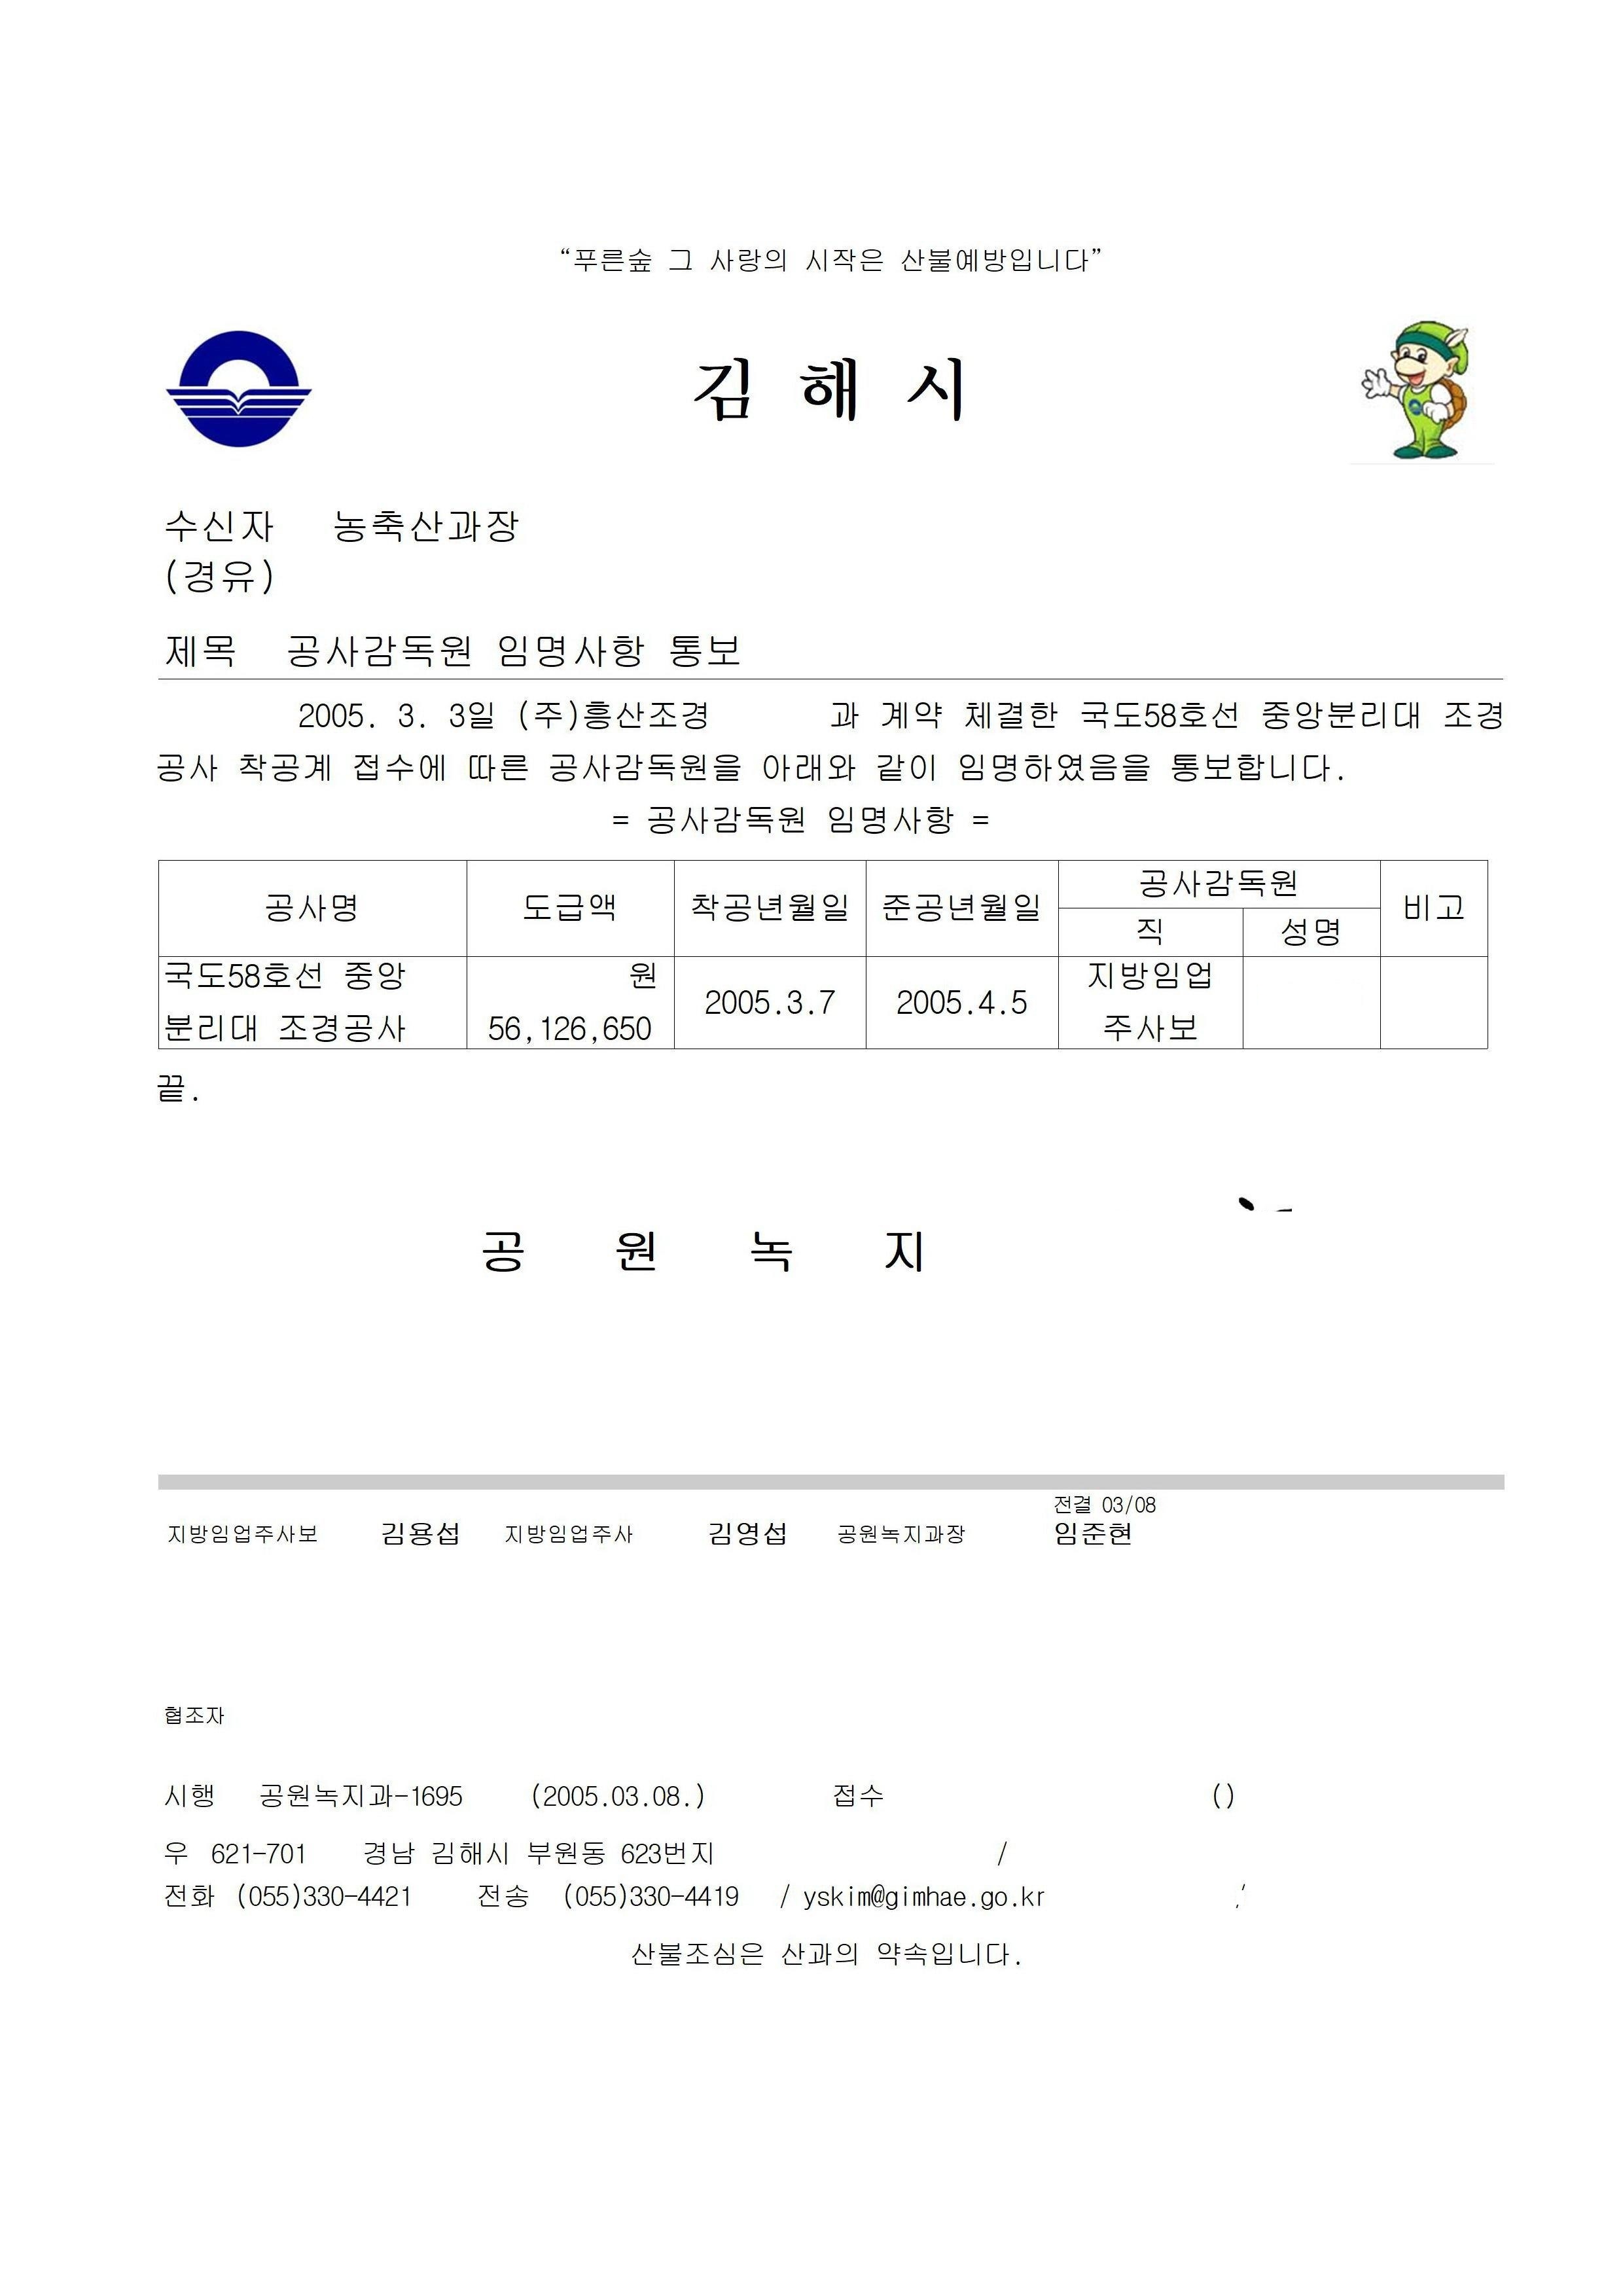 “푸른숲 그 사랑의 시작은 산불예방입니다”
김 해 시
수신자 농축산과장
(경유)
제목 공사감독원 임명사항 통보
2005. 3. 3일 (주)흥산조경 과 계약 체결한 국도58호선 중앙분리대 조경
공사 착공계 접수에 따른 공사감독원을 아래와 같이 임명하였음을 통보합니다.
= 공사감독원 임명사항 =
공사명 도급액 착공년월일 준공년월일 공사감독원 비고
직 성명
국도58호선 중앙 원 2005.3.7 2005.4.5 지방임업
분리대 조경공사 56,126,650 주사보
끝.
공 원 녹 지
전결 03/08
지방임업주사보 김용섭 지방임업주사 김영섭 공원녹지과장 임준현
협조자
시행 공원녹지과-1695 (2005.03.08.) 접수 ()
우 621-701 경남 김해시 부원동 623번지 /
전화 (055)330-4421 전송 (055)330-4419 / yskim@gimhae.go.kr
산불조심은 산과의 약속입니다.